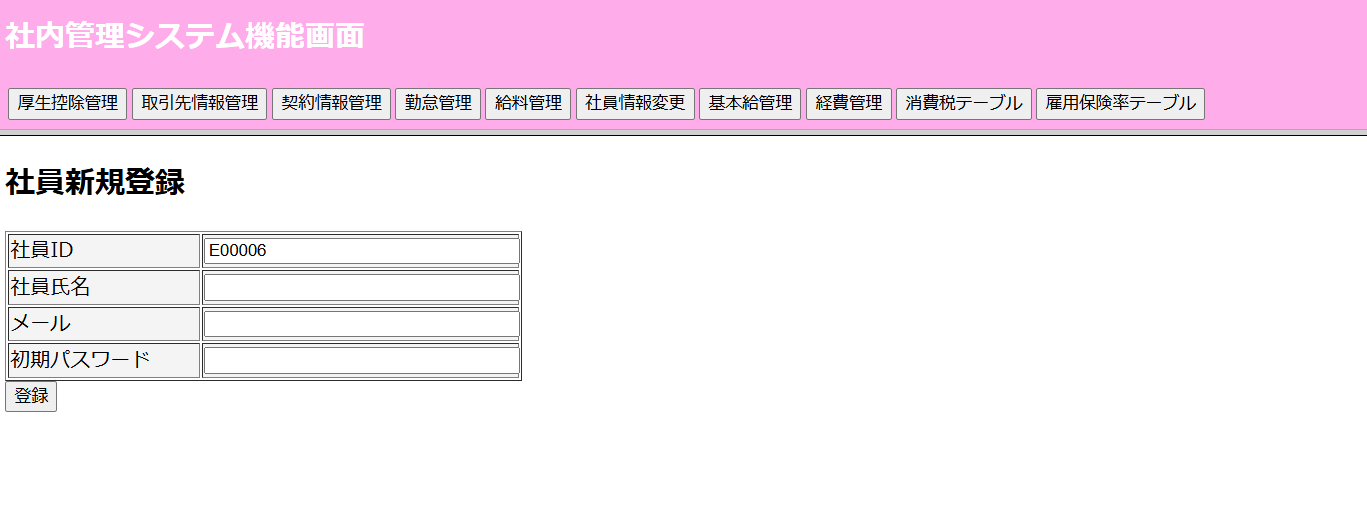 社内管理システム機能画面
厚生控除管理 取引先情報管理 契約情報管理 勤怠管理 給料管理 社員情報変更 基本給管理 経費管理 消費税テーブル 雇用保険率テーブル
社員新規登録
社員ID E00006
社員氏名
メール
初期パスワード
登録